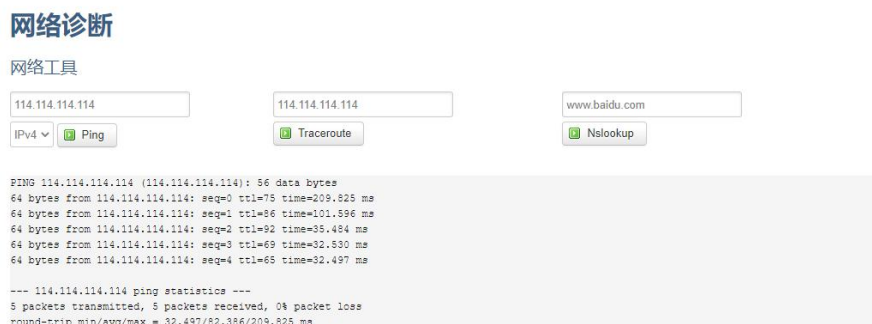 网络诊断
网络工具
114.114.114.114 114.114.114.114 www.baidu.com
IPv4 Ping Traceroute Nslookup
PING 114.114.114.114 (114.114.114.114): 56 data bytes
64 bytes from 114.114.114.114: seq=0 ttl=75 time=209.825 ms
64 bytes from 114.114.114.114: seq=1 ttl=86 time=101.596 ms
64 bytes from 114.114.114.114: seq=2 ttl=92 time=35.484 ms
64 bytes from 114.114.114.114: seq=3 ttl=69 time=32.530 ms
64 bytes from 114.114.114.114: seq=4 ttl=65 time=32.497 ms
--- 114.114.114.114 ping statistics ---
5 packets transmitted, 5 packets received, 0% packet loss
round-trip min/avg/max = 32.497/82.386/209.825 ms